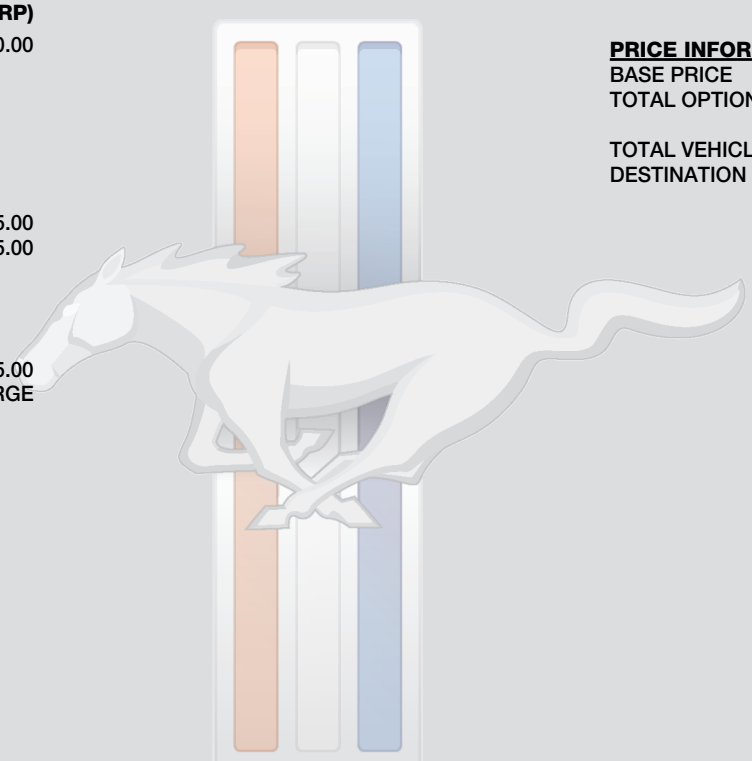 RP)
0.00
5.00
5.00
5.00
RGE
PRICE INFOR
BASE PRICE
TOTAL OPTION
TOTAL VEHICL
DESTINATION